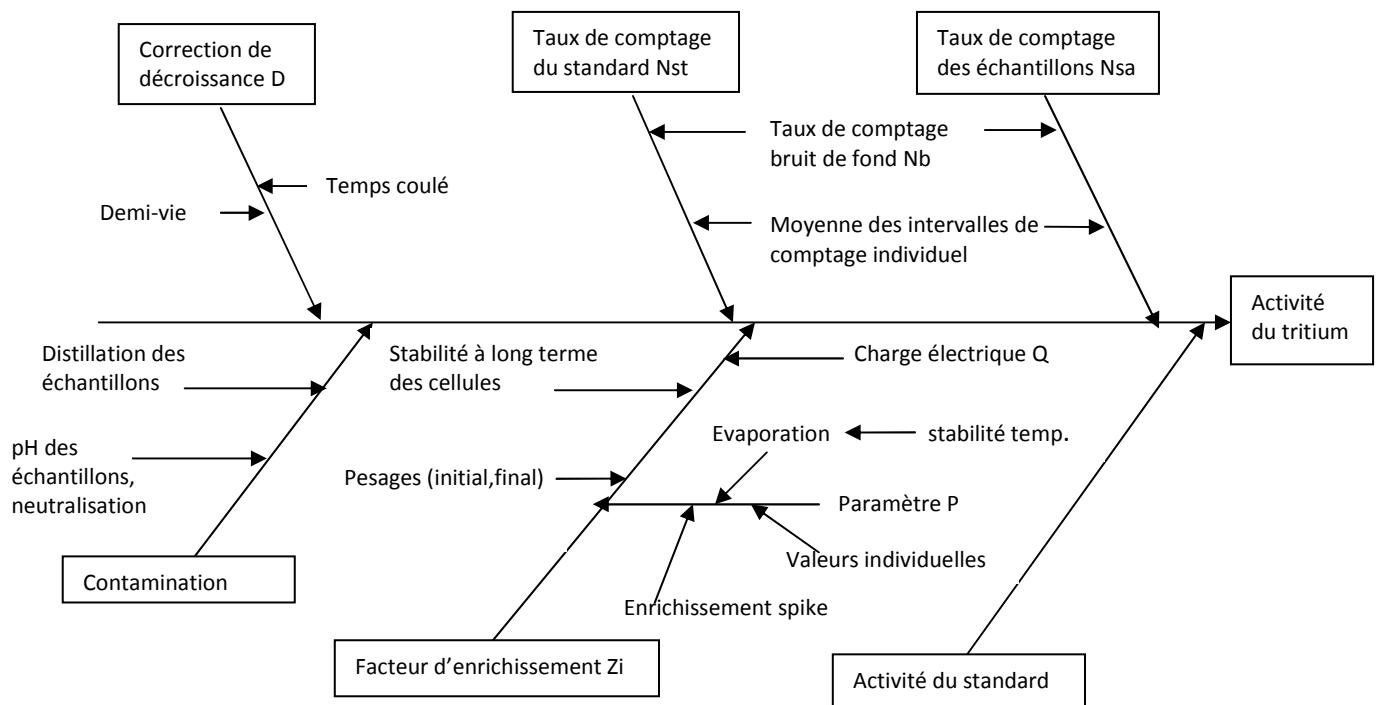 Correction de
décroissance D
Taux de comptage
du standard Nst
Taux de comptage
des échantillons Nsa
Taux de comptage
bruit de fond Nb
Temps coulé
Demi-vie
Moyenne des intervalles de
comptage individuel
Activité
du tritium
Distillation des
échantillons
Stabilité à long terme
des cellules
Charge électrique Q
Evaporation
stabilité temp.
pH des
échantillons,
neutralisation
Pesages (initial,final)
Paramètre P
Valeurs individuelles
Contamination
Enrichissement spike
Facteur d’enrichissement Zi
Activité du standard